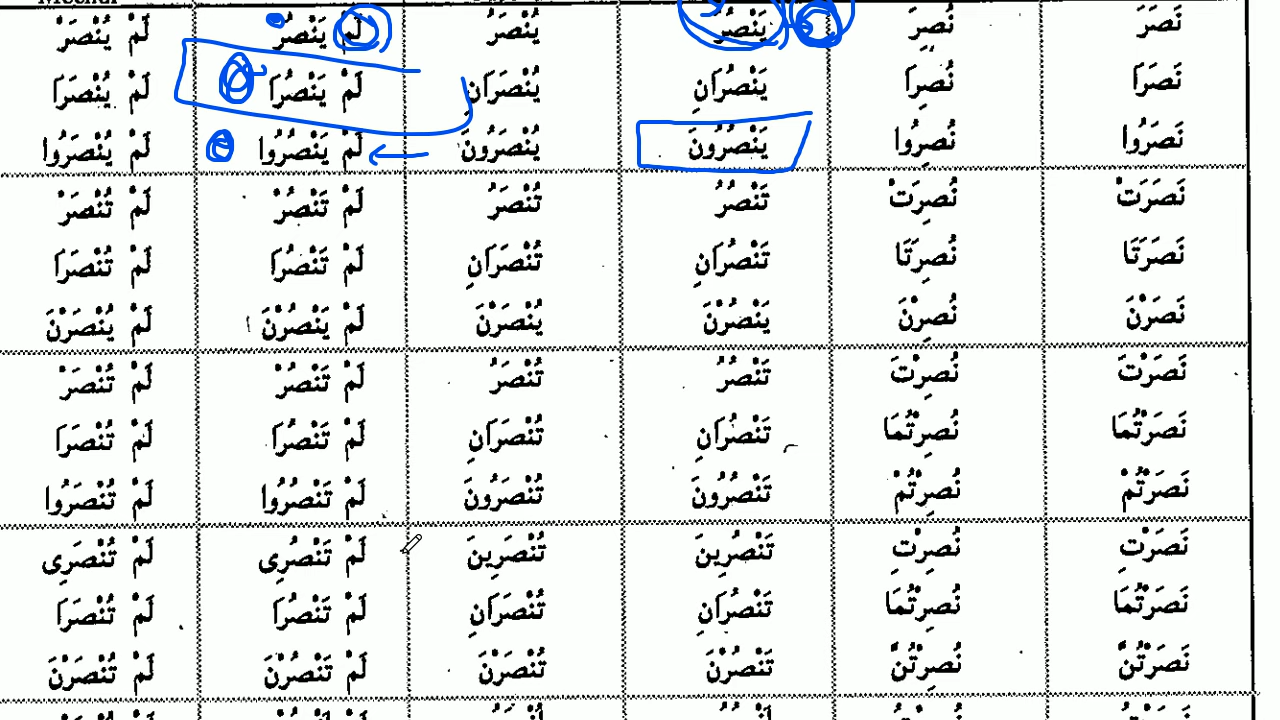 نَصَرَ نُصِرَ يَنْصُرُ يُنْصَرُ لَمْ يَنْصُرْ لَمْ يُنْصَرْ
نَصَرَا نُصِرَا يَنْصُرَانِ يُنْصَرَانِ لَمْ يَنْصُرَا لَمْ يُنْصَرَا
نَصَرُوا نُصِرُوا يَنْصُرُونَ يُنْصَرُونَ لَمْ يَنْصُرُوا لَمْ يُنْصَرُوا
نَصَرَتْ نُصِرَتْ تَنْصُرُ تُنْصَرُ لَمْ تَنْصُرْ لَمْ تُنْصَرْ
نَصَرَتَا نُصِرَتَا تَنْصُرَانِ تُنْصَرَانِ لَمْ تَنْصُرَا لَمْ تُنْصَرَا
نَصَرْنَ نُصِرْنَ يَنْصُرْنَ يُنْصَرْنَ لَمْ يَنْصُرْنَ لَمْ يُنْصَرْنَ
نَصَرْتَ نُصِرْتَ تَنْصُرُ تُنْصَرُ لَمْ تَنْصُرْ لَمْ تُنْصَرْ
نَصَرْتُمَا نُصِرْتُمَا تَنْصُرَانِ تُنْصَرَانِ لَمْ تَنْصُرَا لَمْ تُنْصَرَا
نَصَرْتُمْ نُصِرْتُمْ تَنْصُرُونَ تُنْصَرُونَ لَمْ تَنْصُرُوا لَمْ تُنْصَرُوا
نَصَرْتِ نُصِرْتِ تَنْصُرِينَ تُنْصَرِينَ لَمْ تَنْصُرِى لَمْ تُنْصَرِى
نَصَرْتُمَا نُصِرْتُمَا تَنْصُرَانِ تُنْصَرَانِ لَمْ تَنْصُرَا لَمْ تُنْصَرَا
نَصَرْتُنَّ نُصِرْتُنَّ تَنْصُرْنَ تُنْصَرْنَ لَمْ تَنْصُرْنَ لَمْ تُنْصَرْنَ